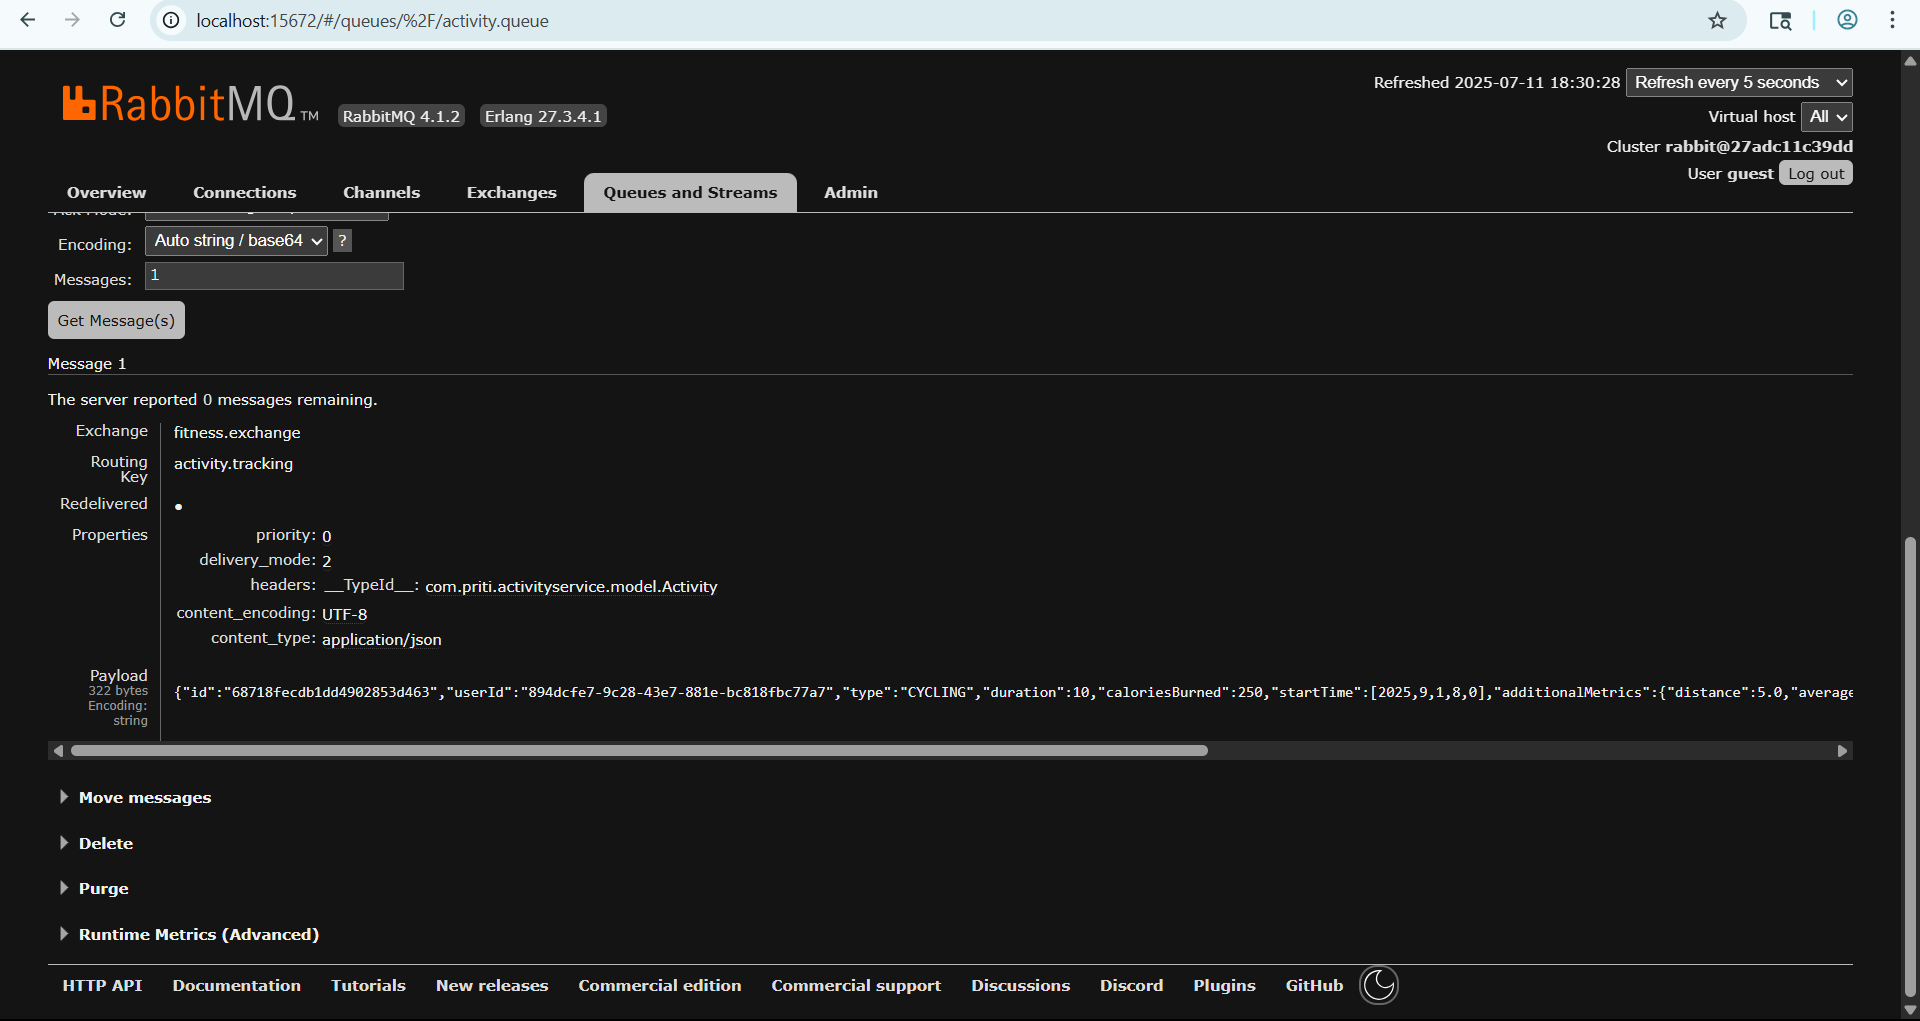 localhost:15672/#/queues/%2F/activity.queue
RabbitMQ TM
RabbitMQ 4.1.2 Erlang 27.3.4.1
Refreshed 2025-07-11 18:30:28 Refresh every 5 seconds
Virtual host All
Cluster rabbit@27adc11c39dd
User guest Log out
Overview Connections Channels Exchanges Queues and Streams Admin
Encoding: Auto string / base64 ?
Messages: 1
Get Message(s)
Message 1
The server reported 0 messages remaining.
Exchange fitness.exchange
Routing Key activity.tracking
Redelivered ●
Properties
priority: 0
delivery_mode: 2
headers: __TypeId__: com.priti.activityservice.model.Activity
content_encoding: UTF-8
content_type: application/json
Payload
322 bytes
Encoding:
string
{"id":"68718fecdb1dd4902853d463","userId":"894dcfe7-9c28-43e7-881e-bc818fbc77a7","type":"CYCLING","duration":10,"caloriesBurned":250,"startTime":[2025,9,1,8,0],"additionalMetrics":{"distance":5.0,"average
Move messages
Delete
Purge
Runtime Metrics (Advanced)
HTTP API Documentation Tutorials New releases Commercial edition Commercial support Discussions Discord Plugins GitHub